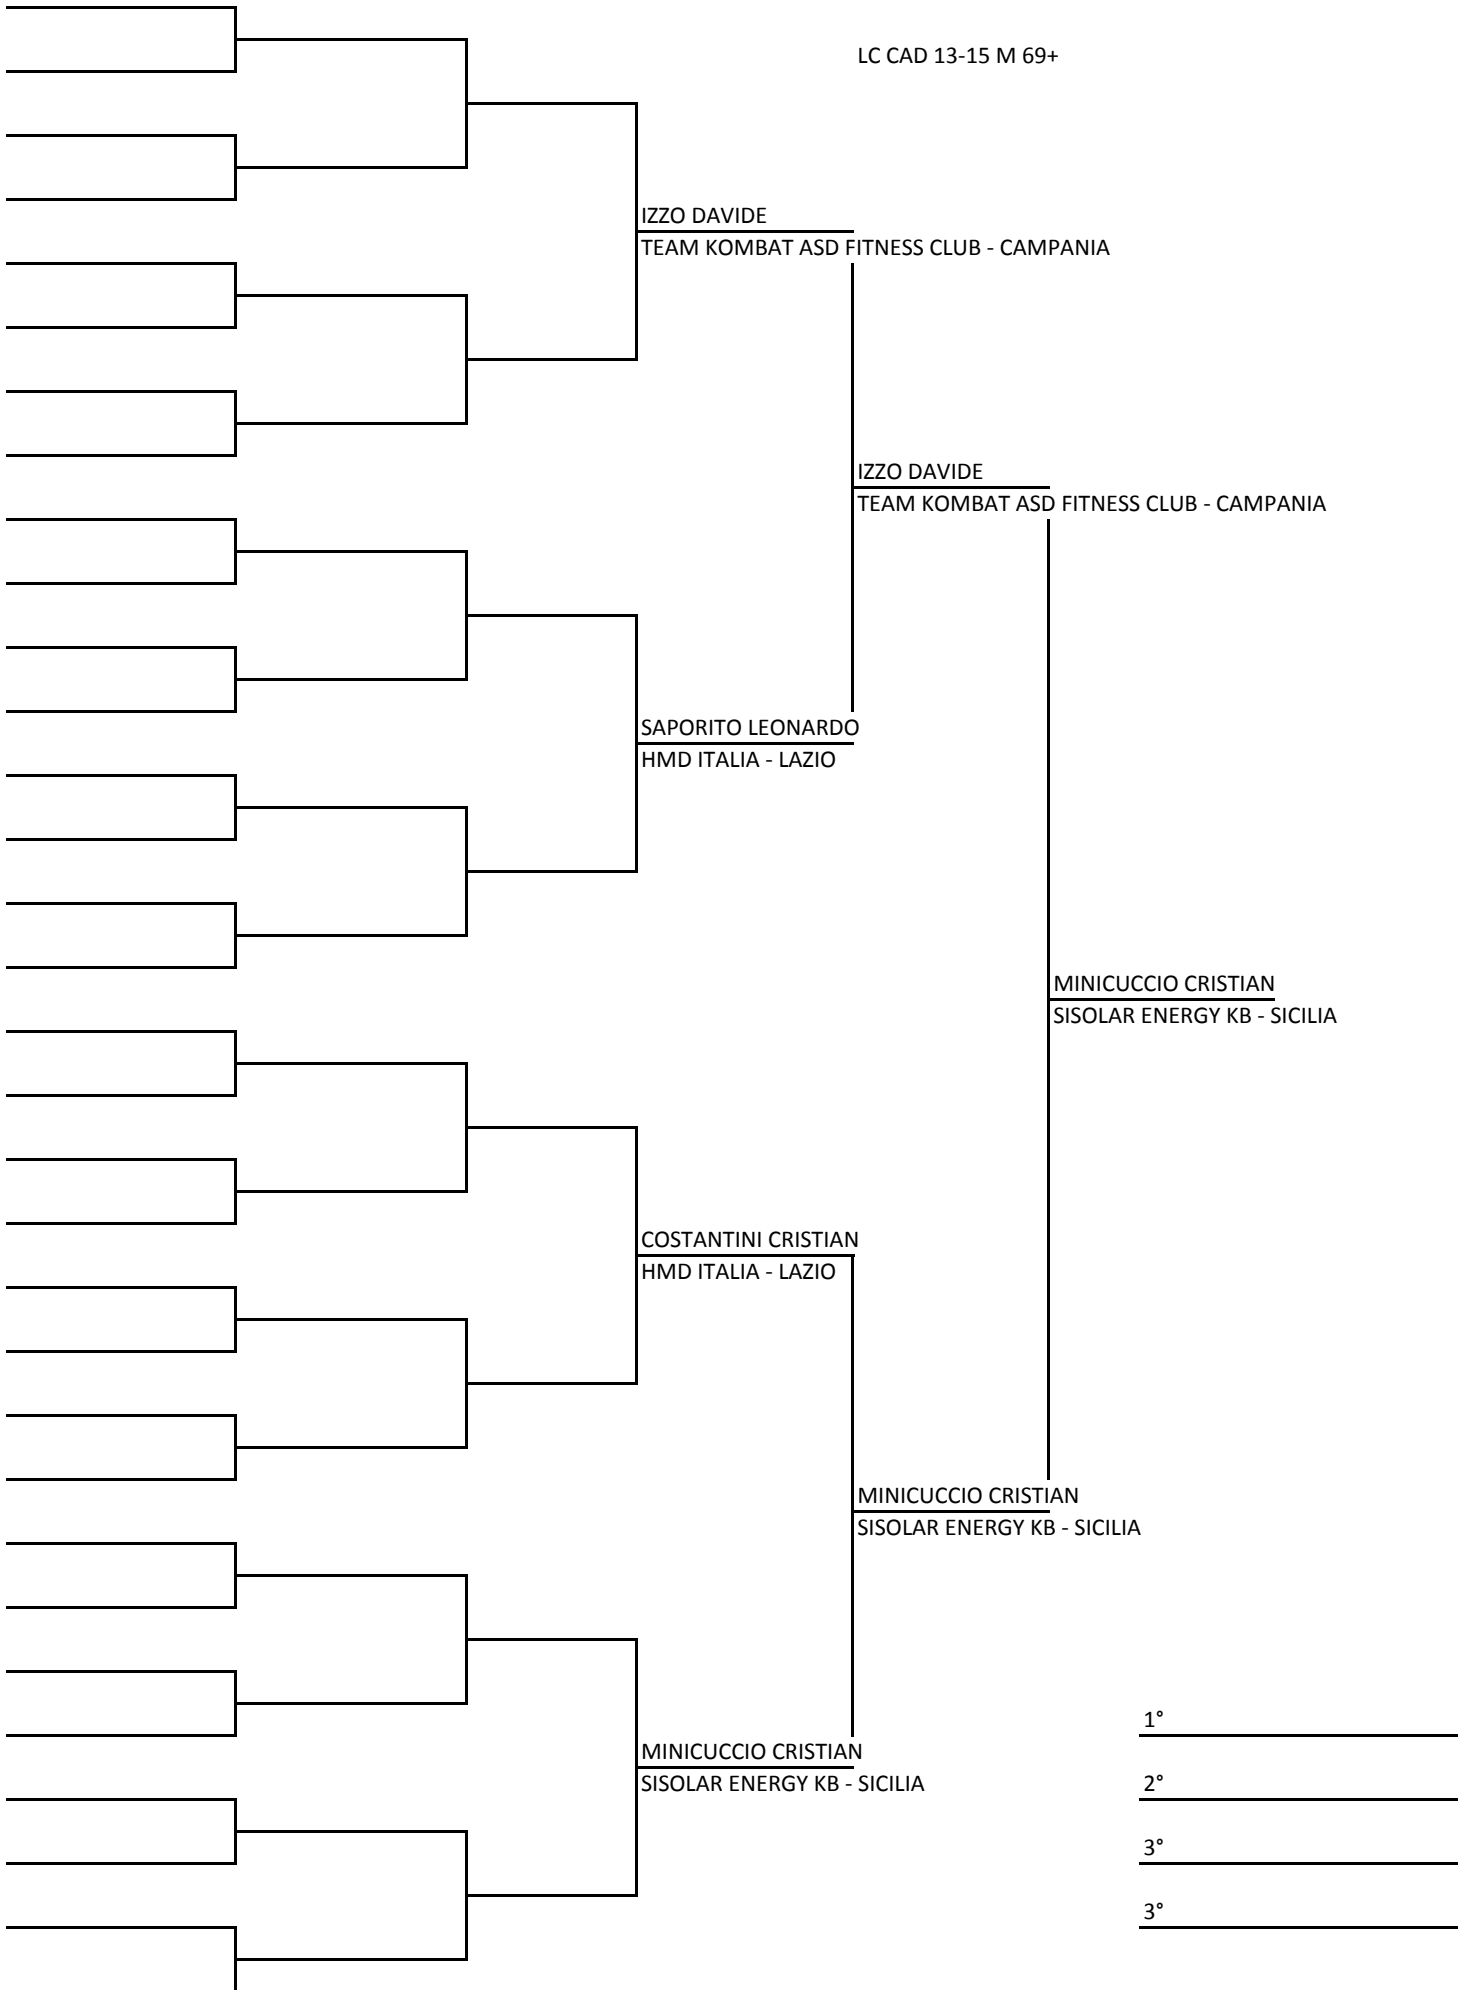 LC CAD 13-15 M 69+
IZZO DAVIDE
TEAM KOMBAT ASD FITNESS CLUB - CAMPANIA
IZZO DAVIDE
TEAM KOMBAT ASD FITNESS CLUB - CAMPANIA
SAPORITO LEONARDO
HMD ITALIA - LAZIO
MINICUCCIO CRISTIAN
SISOLAR ENERGY KB - SICILIA
COSTANTINI CRISTIAN
HMD ITALIA - LAZIO
MINICUCCIO CRISTIAN
SISOLAR ENERGY KB - SICILIA
1°
MINICUCCIO CRISTIAN
SISOLAR ENERGY KB - SICILIA
2°
3°
3°